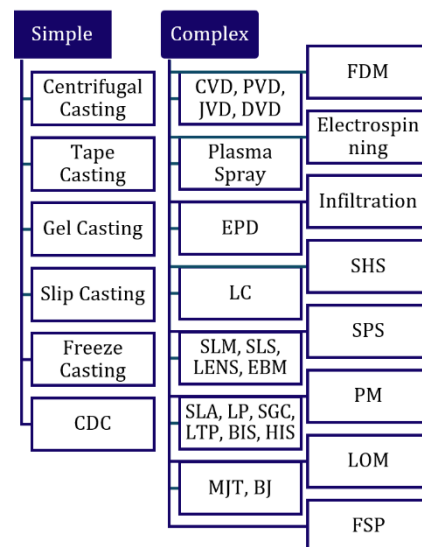 Simple
Centrifugal
Casting
Tape
Casting
Gel Casting
Slip Casting
Freeze
Casting
CDC
Complex
CVD, PVD,
JVD, DVD
Plasma
Spray
EPD
LC
SLM, SLS,
LENS, EBM
SLA, LP, SGC,
LTP, BIS, HIS
MJT, BJ
FDM
Electrospin
ning
Infiltration
SHS
SPS
PM
LOM
FSP